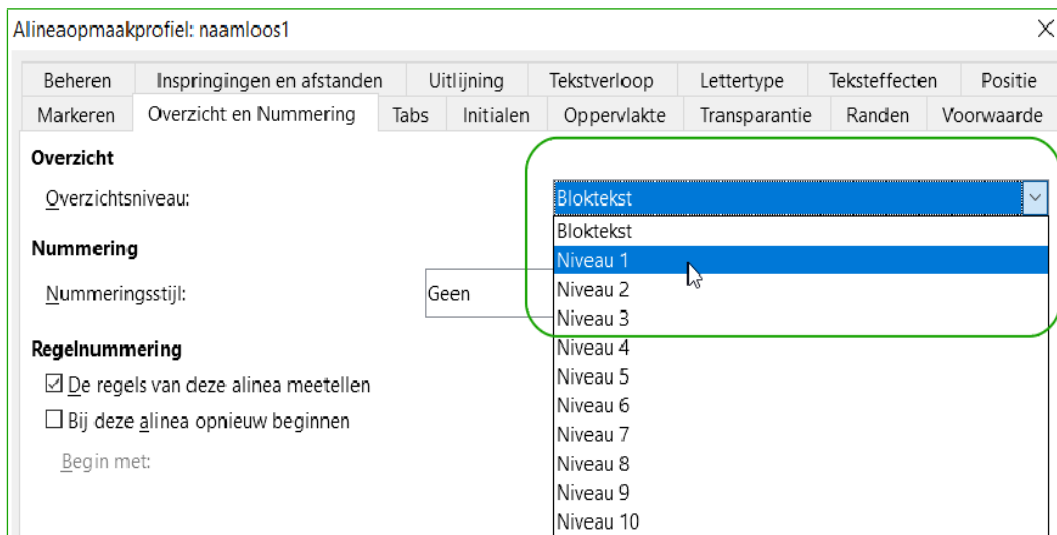 Alineaopmaakprofiel: naamloos1
Beheren Inspringingen en afstanden Uitlijning Tekstverloop Lettertype Teksteffecten Positie
Markeren Overzicht en Nummering Tabs Initialen Oppervlakte Transparantie Randen Voorwaarde
Overzicht
Overzichtsniveau: Bloktekst
Bloktekst
Nummering
Niveau 1
Nummeringsstijl: Geen Niveau 2
Niveau 3
Regelnummering Niveau 4
De regels van deze alinea meetellen Niveau 5
Bij deze alinea opnieuw beginnen Niveau 6
Niveau 7
Begin met: Niveau 8
Niveau 9
Niveau 10